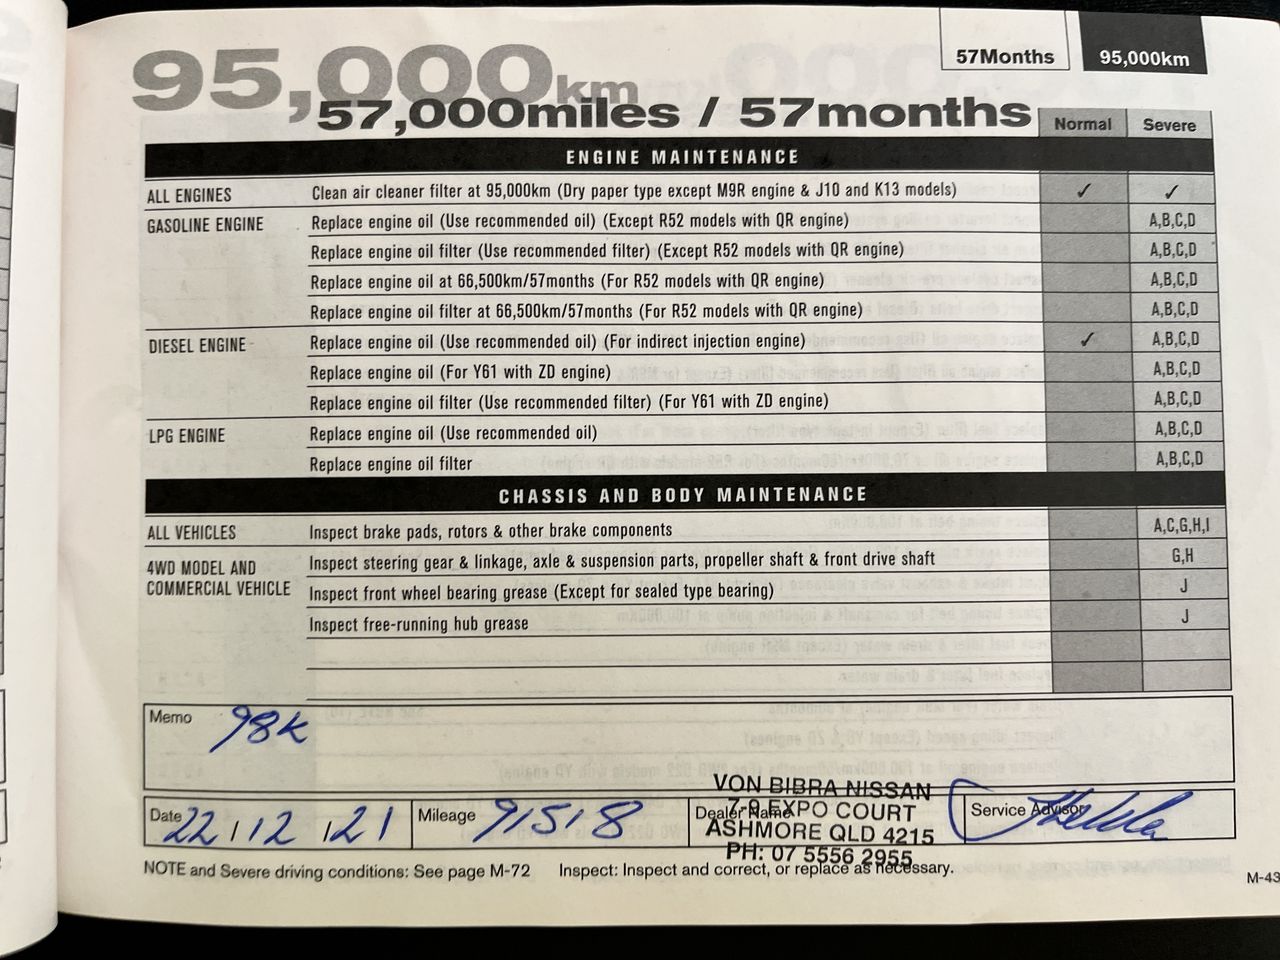 57Months 95,000km
95,000km
57,000miles / 57months
Normal Severe
ENGINE MAINTENANCE
ALL ENGINES Clean air cleaner filter at 95,000km (Dry paper type except M9R engine & J10 and K13 models) ✓ ✓
GASOLINE ENGINE Replace engine oil (Use recommended oil) (Except R52 models with QR engine) A,B,C,D
Replace engine oil filter (Use recommended filter) (Except R52 models with QR engine) A,B,C,D
Replace engine oil at 66,500km/57months (For R52 models with QR engine) A,B,C,D
Replace engine oil filter at 66,500km/57months (For R52 models with QR engine) A,B,C,D
DIESEL ENGINE Replace engine oil (Use recommended oil) (For indirect injection engine) ✓ A,B,C,D
Replace engine oil (For Y61 with ZD engine) A,B,C,D
Replace engine oil filter (Use recommended filter) (For Y61 with ZD engine) A,B,C,D
LPG ENGINE Replace engine oil (Use recommended oil) A,B,C,D
Replace engine oil filter A,B,C,D
CHASSIS AND BODY MAINTENANCE
ALL VEHICLES Inspect brake pads, rotors & other brake components A,C,G,H,I
4WD MODEL AND Inspect steering gear & linkage, axle & suspension parts, propeller shaft & front drive shaft G,H
COMMERCIAL VEHICLE Inspect front wheel bearing grease (Except for sealed type bearing) J
Inspect free-running hub grease J
Memo 98K
Date 22/12/21 Mileage 91518 Dealer Name Service Advisor
VON BIBRA NISSAN
7-9 EXPO COURT
ASHMORE QLD 4215
PH: 07 5556 2955
NOTE and Severe driving conditions: See page M-72 Inspect: Inspect and correct, or replace as necessary.
M-43